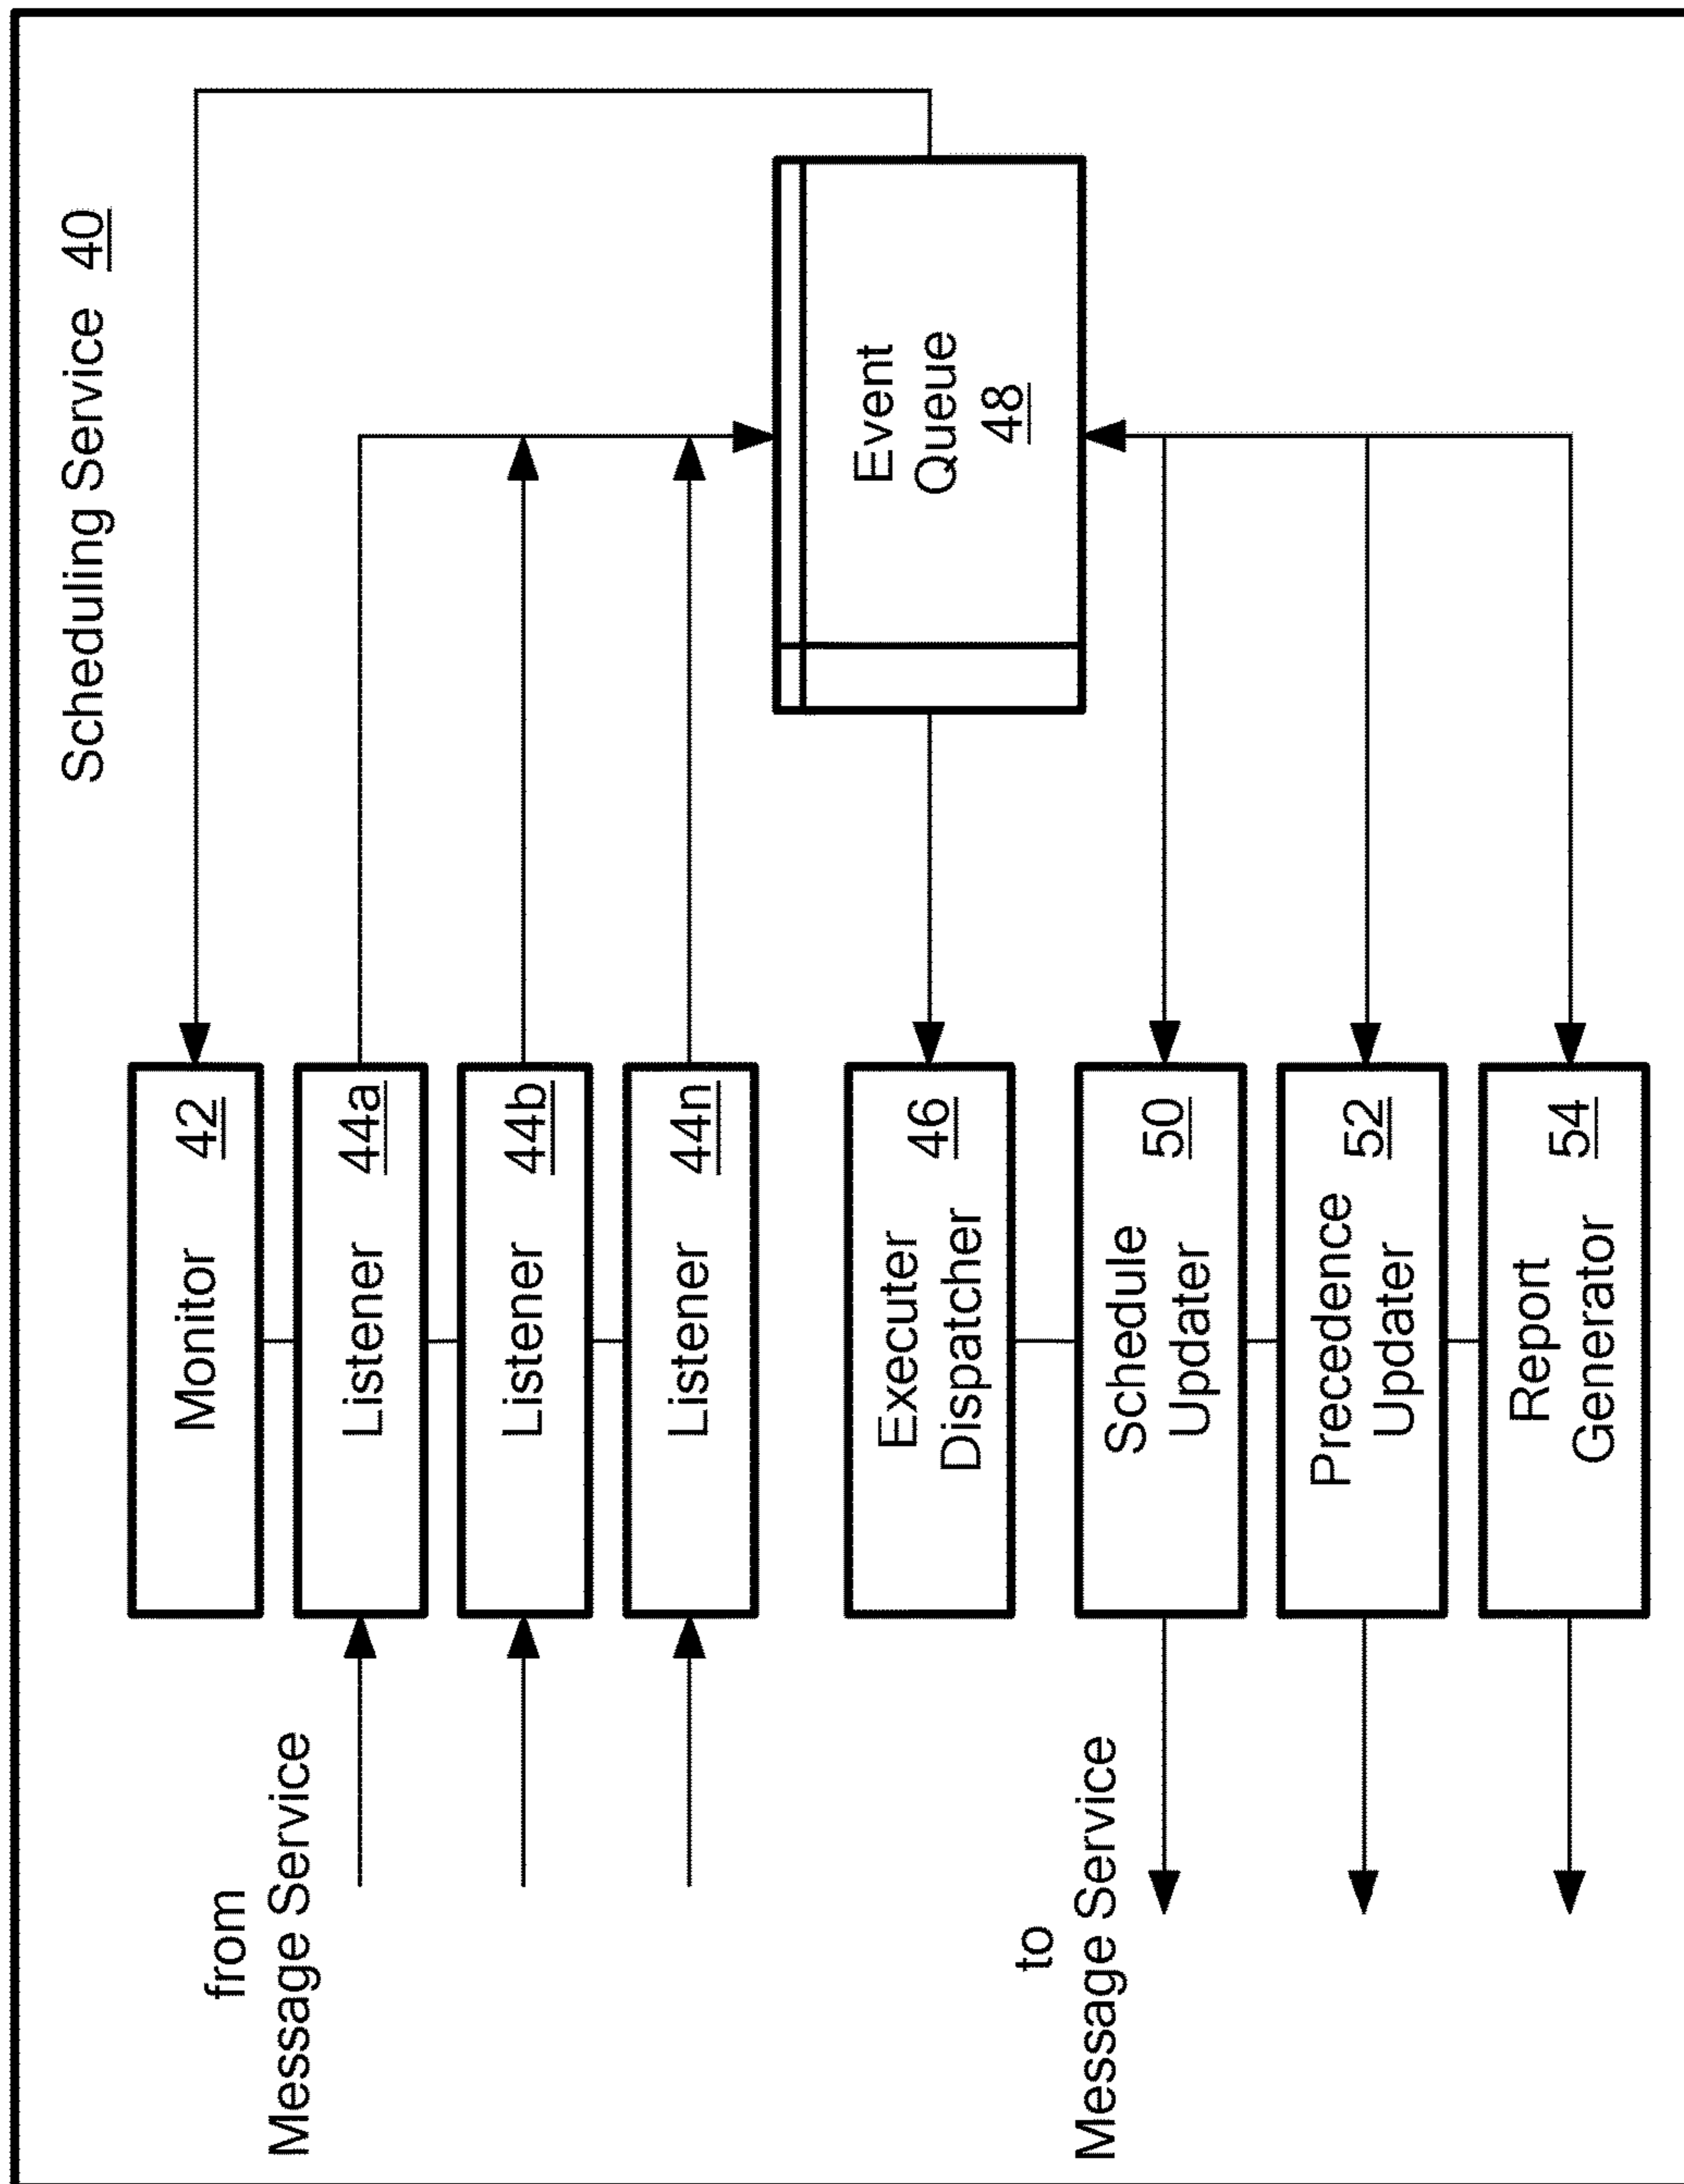 Scheduling Service 40
from
Message Service
Monitor 42
Listener 44a
Listener 44b
Listener 44n
Event
Queue
48
to
Message Service
Executer
Dispatcher
46
Schedule
Updater
50
Precedence
Updater
52
Report
Generator
54